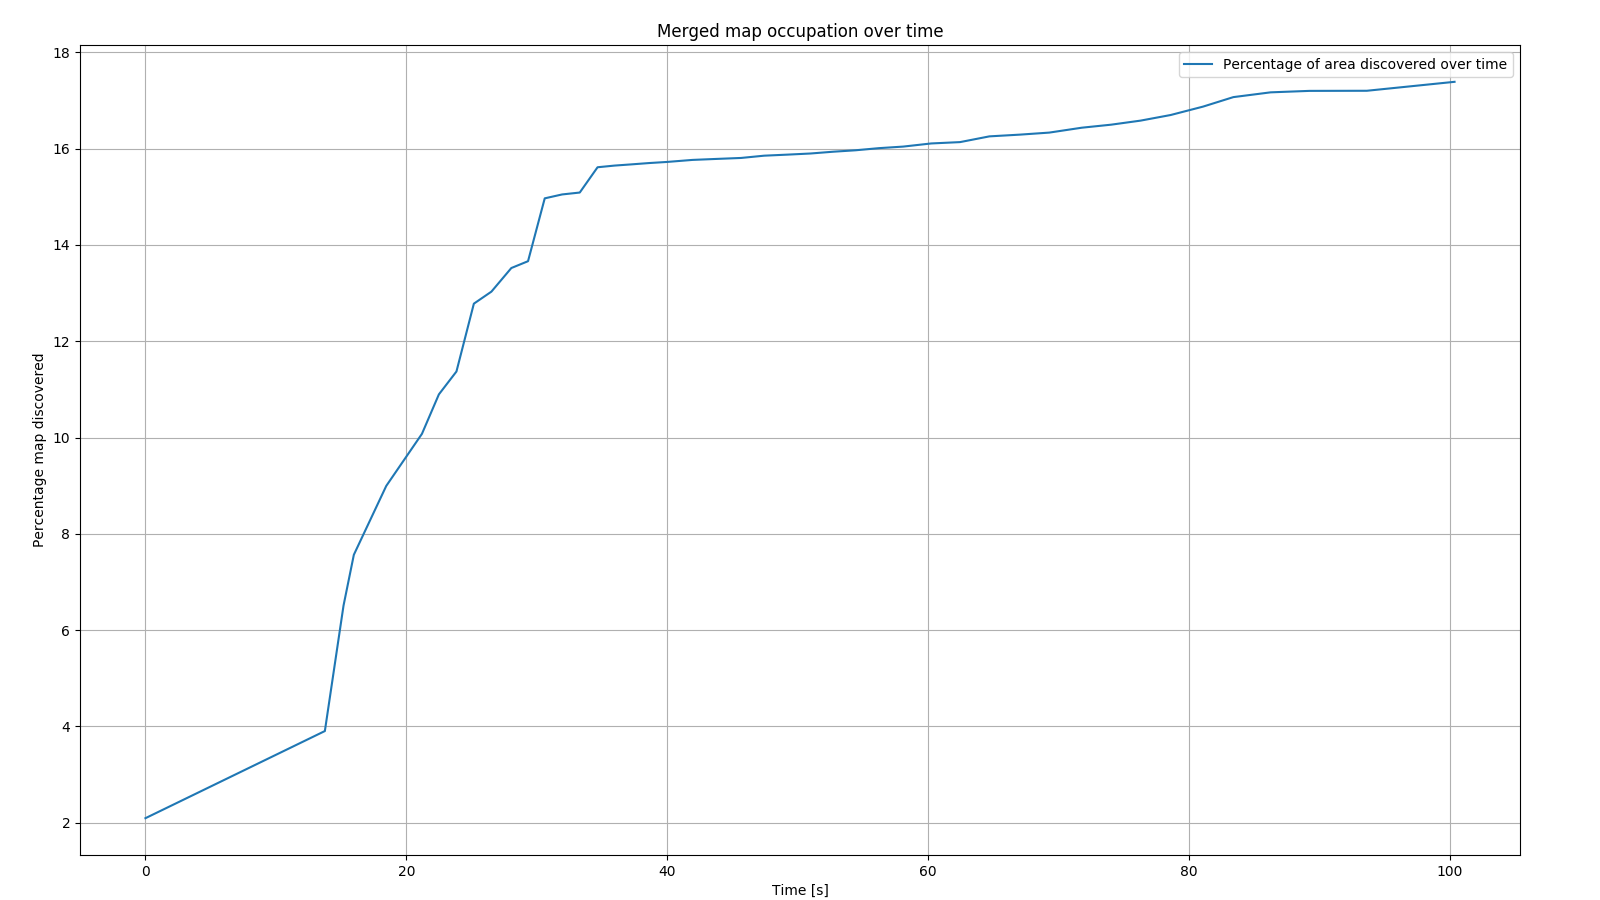 Merged map occupation over time
Percentage of area discovered over time
18
16
14
12
10
8
6
4
2
Percentage map discovered
0 20 40 60 80 100
Time [s]